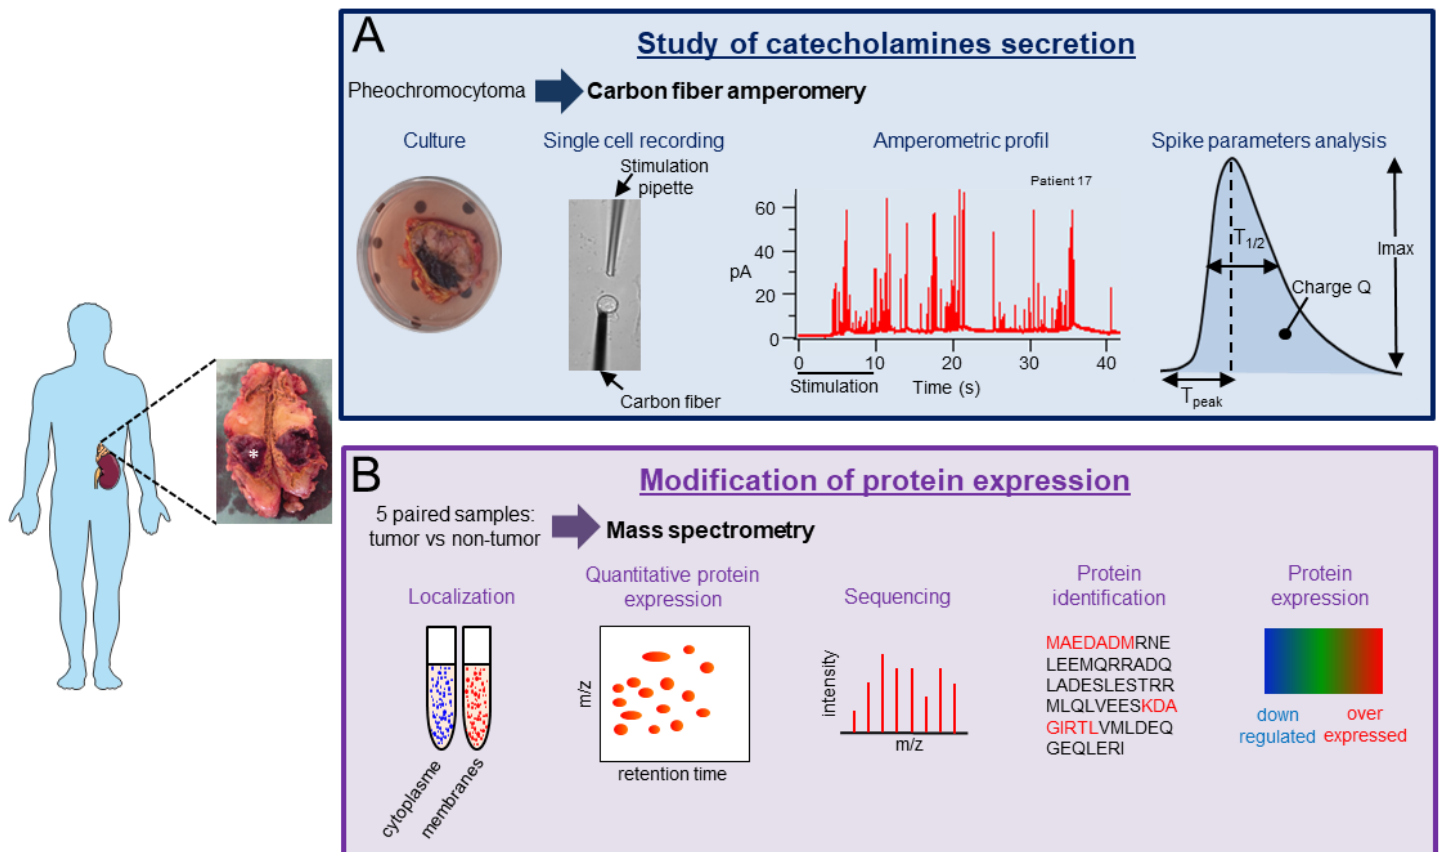 A
Study of catecholamines secretion
Pheochromocytoma
Carbon fiber amperomery
Culture
Single cell recording
Stimulation
pipette
Carbon fiber
Amperometric profil
Patient 17
pA
60
40
20
0
0 10 20 30 40
Stimulation
Time (s)
Spike parameters analysis
T1/2
Imax
Charge Q
Tpeak
*
B
Modification of protein expression
5 paired samples:
tumor vs non-tumor
Mass spectrometry
Localization
cytoplasme
membranes
Quantitative protein
expression
m/z
retention time
Sequencing
intensity
m/z
Protein
identification
MAEDADMRNE
LEEMQRRADQ
LADESLESTRR
MLQLVEESKDA
GIRTLVMLDEQ
GEQLERI
Protein
expression
down
regulated
over
expressed